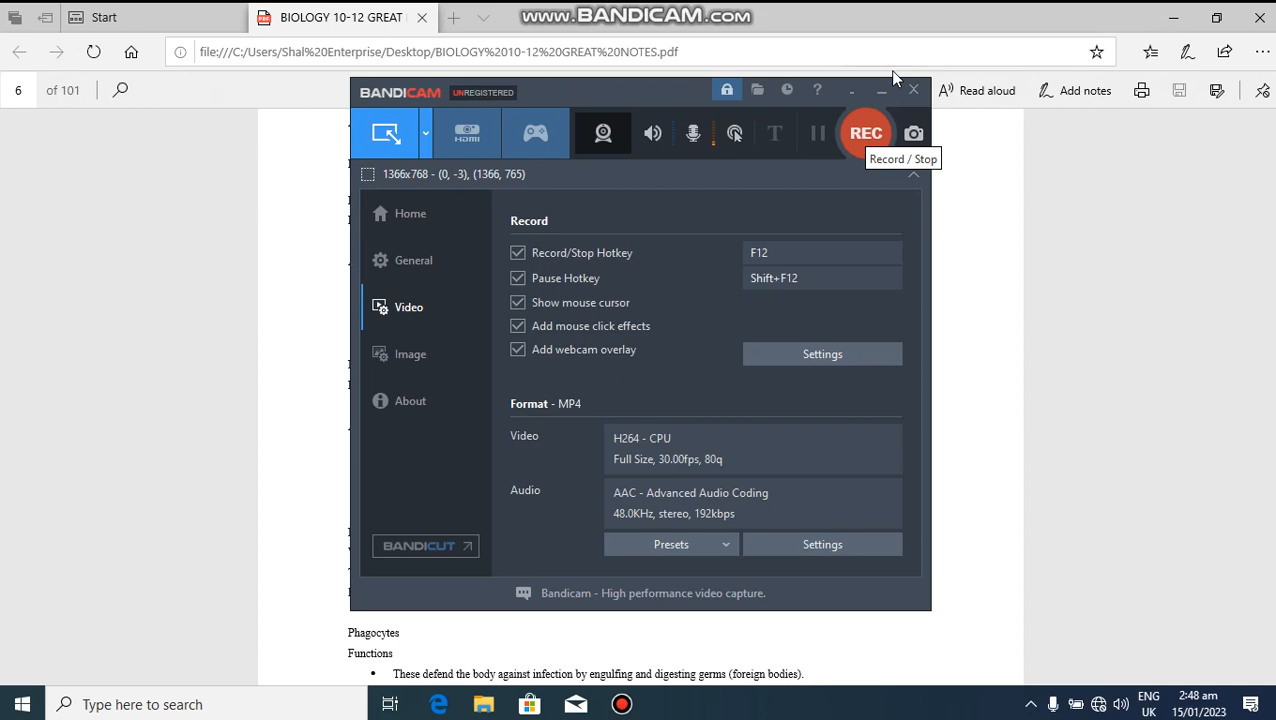 Start
BIOLOGY 10-12 GREAT
www.BANDICAM.com
file:///C:/Users/Shal%20Enterprise/Desktop/BIOLOGY%2010-12%20GREAT%20NOTES.pdf
6 of 101
Read aloud
Add notes
BANDICAM UNREGISTERED
HDMI
REC
Record / Stop
1366x768 - (0, -3), (1366, 765)
Home
General
Video
Image
About
BANDICUT
Record
Record/Stop Hotkey F12
Pause Hotkey Shift+F12
Show mouse cursor
Add mouse click effects
Add webcam overlay Settings
Format - MP4
Video H264 - CPU
Full Size, 30.00fps, 80q
Audio AAC - Advanced Audio Coding
48.0KHz, stereo, 192kbps
Presets Settings
Bandicam - High performance video capture.
Phagocytes
Functions
• These defend the body against infection by engulfing and digesting germs (foreign bodies).
Type here to search
ENG
UK
2:48 am
15/01/2023